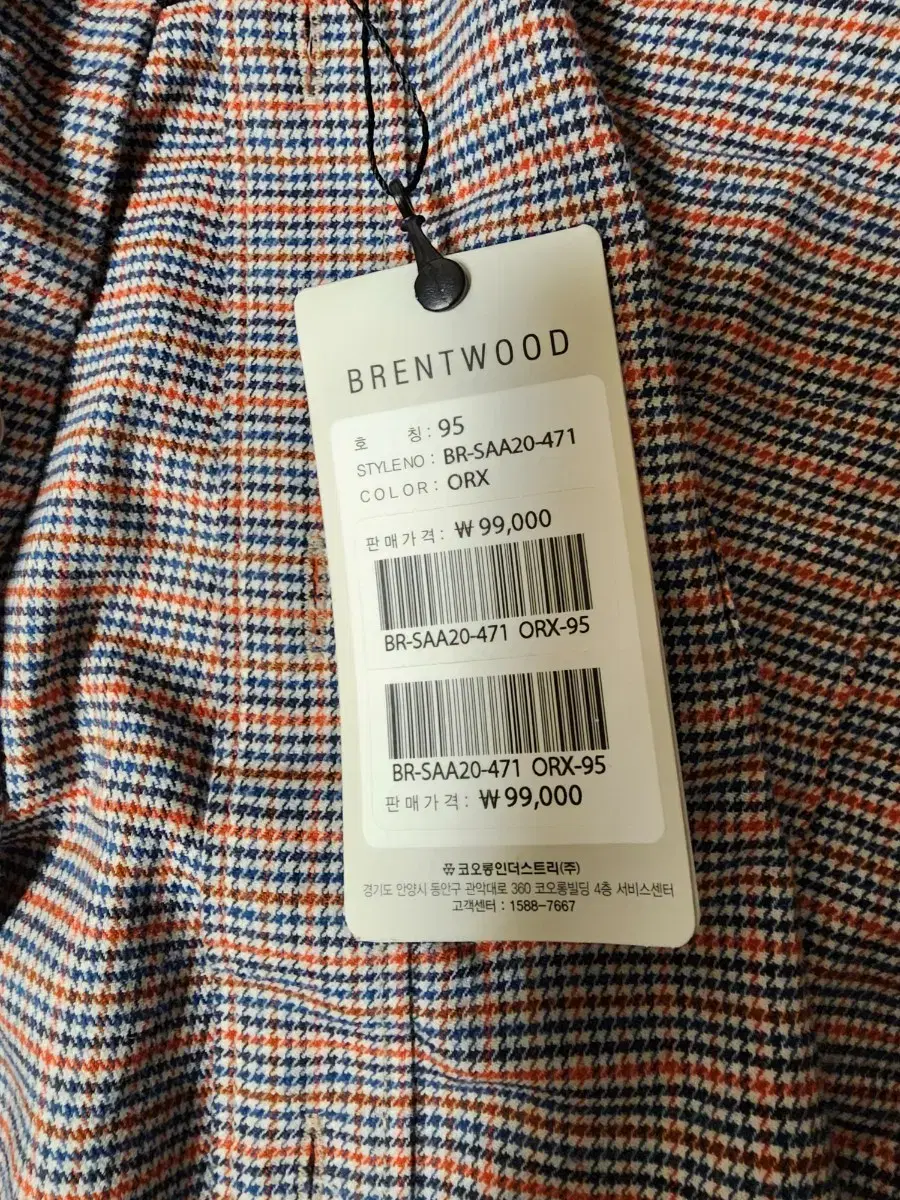 BRENTWOOD
호 칭: 95
STYLE NO : BR-SAA20-471
COLOR: ORX
판매가격: ₩99,000
BR-SAA20-471 ORX-95
BR-SAA20-471 ORX-95
판매가격: ₩99,000
코오롱인더스트리(주)
경기도 안양시 동안구 관악대로 360 코오롱빌딩 4층 서비스센터
고객센터 : 1588-7667